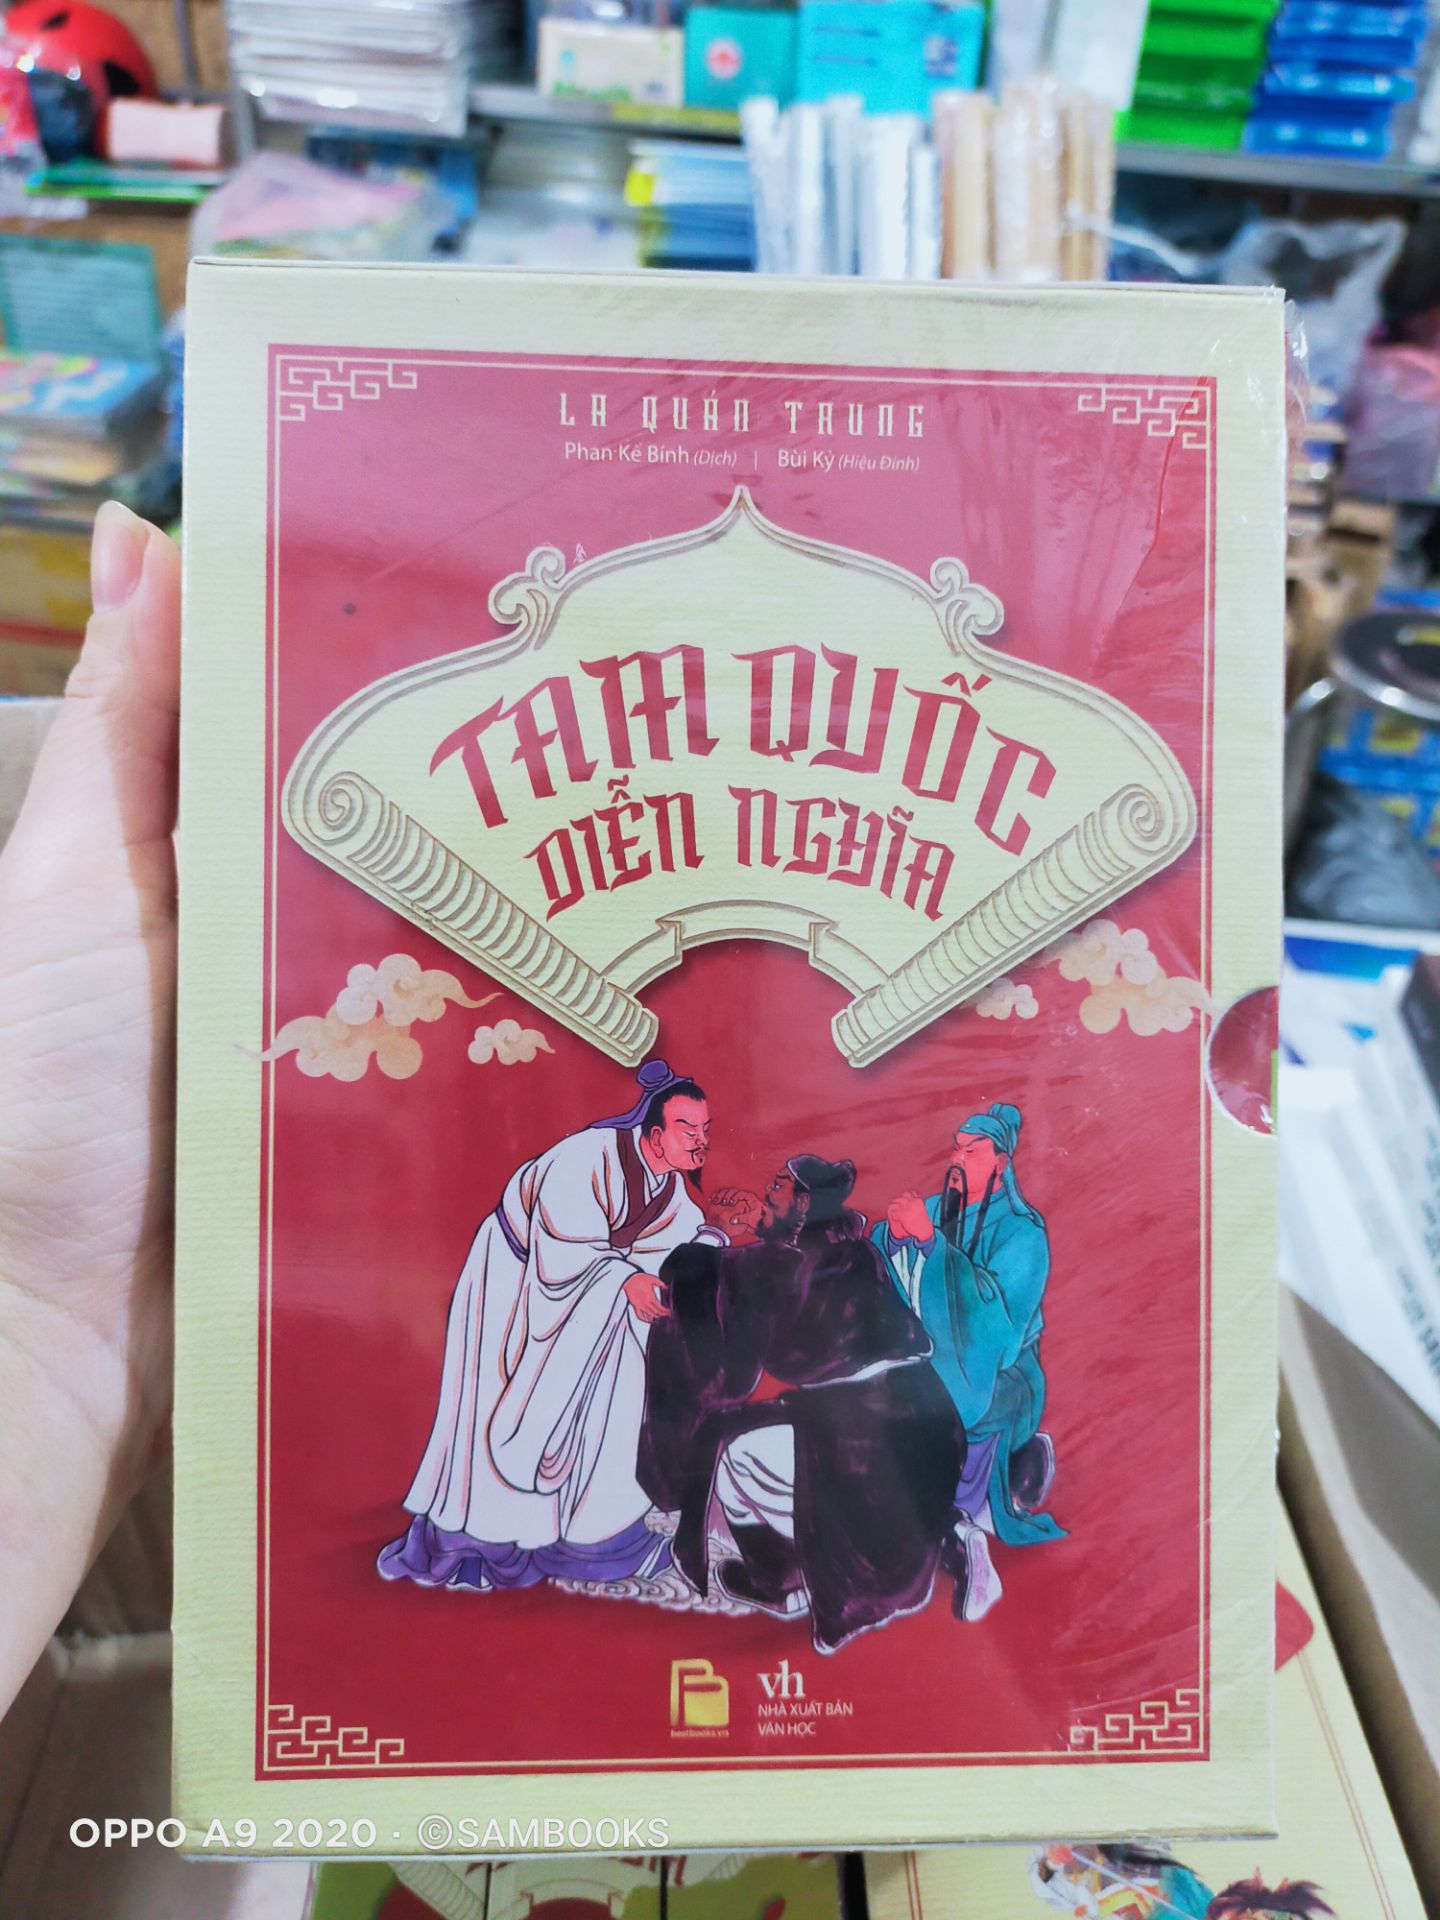 LA QUÁN TRUNG
Phan Kế Bính (Dịch) | Bùi Kỷ (Hiệu Đính)
TAM QUỐC
DIỄN NGHĨA
bestbooks.vn
vh
NHÀ XUẤT BẢN
VĂN HỌC
OPPO A9 2020 · ©SAMBOOKS